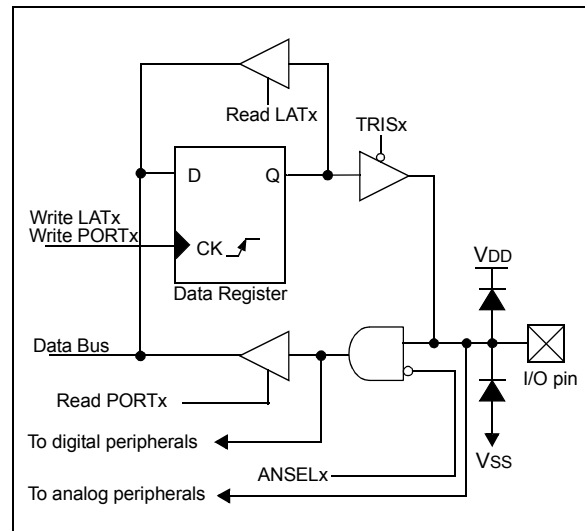 Read LATx
TRISx
D
Q
Write LATx
Write PORTx
CK
Data Register
VDD
Data Bus
I/O pin
Read PORTx
To digital peripherals
VSS
ANSELx
To analog peripherals